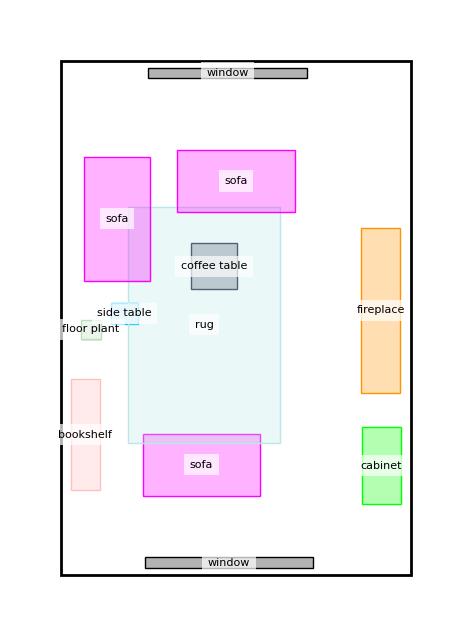 window
sofa
sofa
coffee table
side table
fireplace
rug
floor plant
bookshelf
sofa
cabinet
window